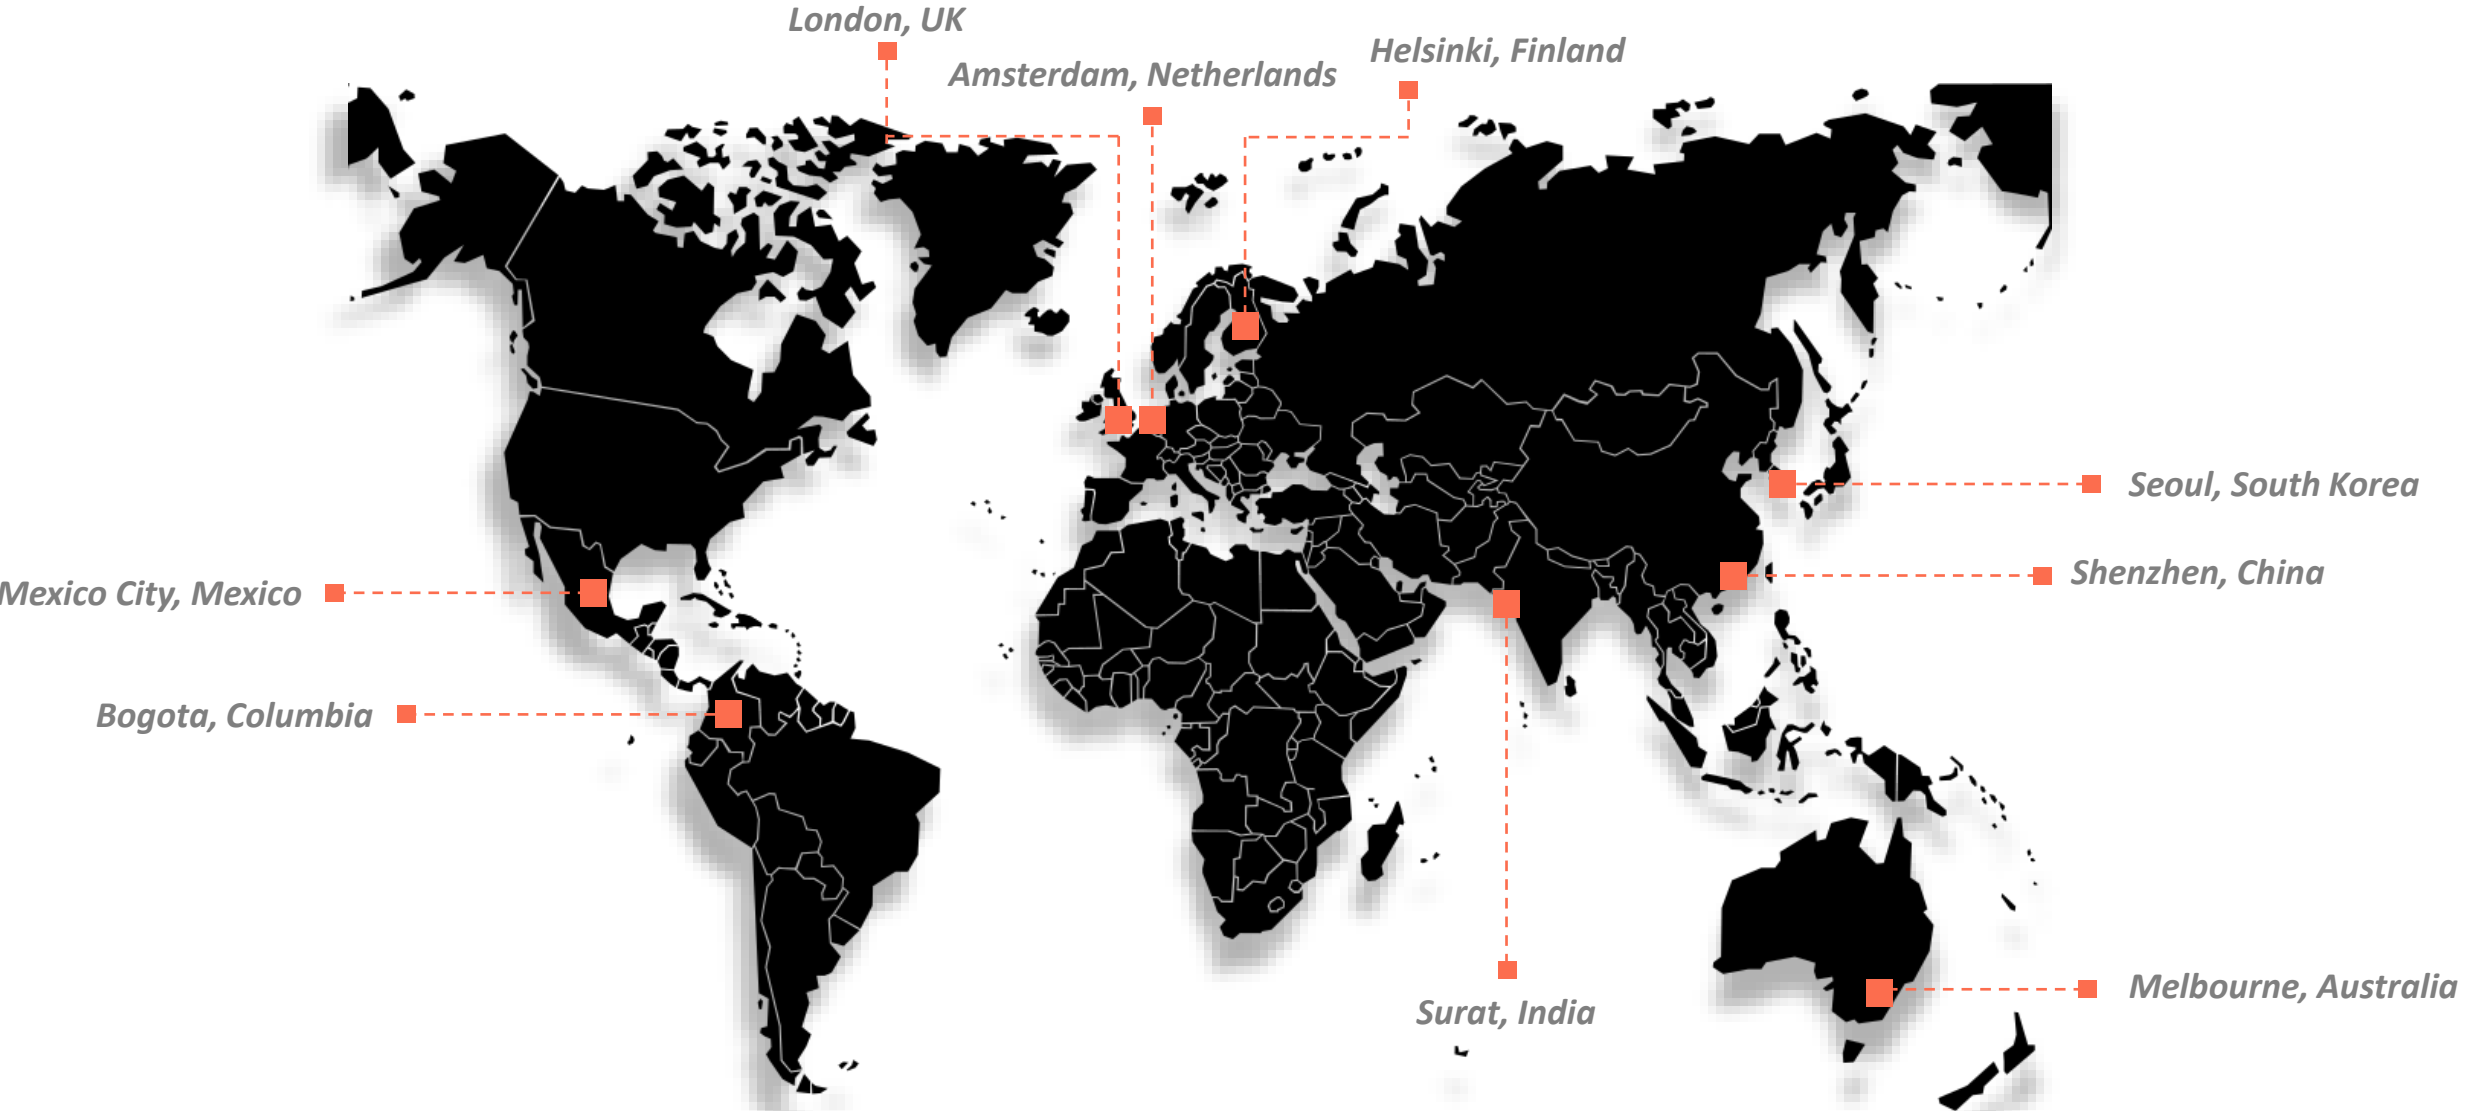 London, UK
Helsinki, Finland
Amsterdam, Netherlands
Seoul, South Korea
Shenzhen, China
Mexico City, Mexico
Bogota, Columbia
Melbourne, Australia
Surat, India